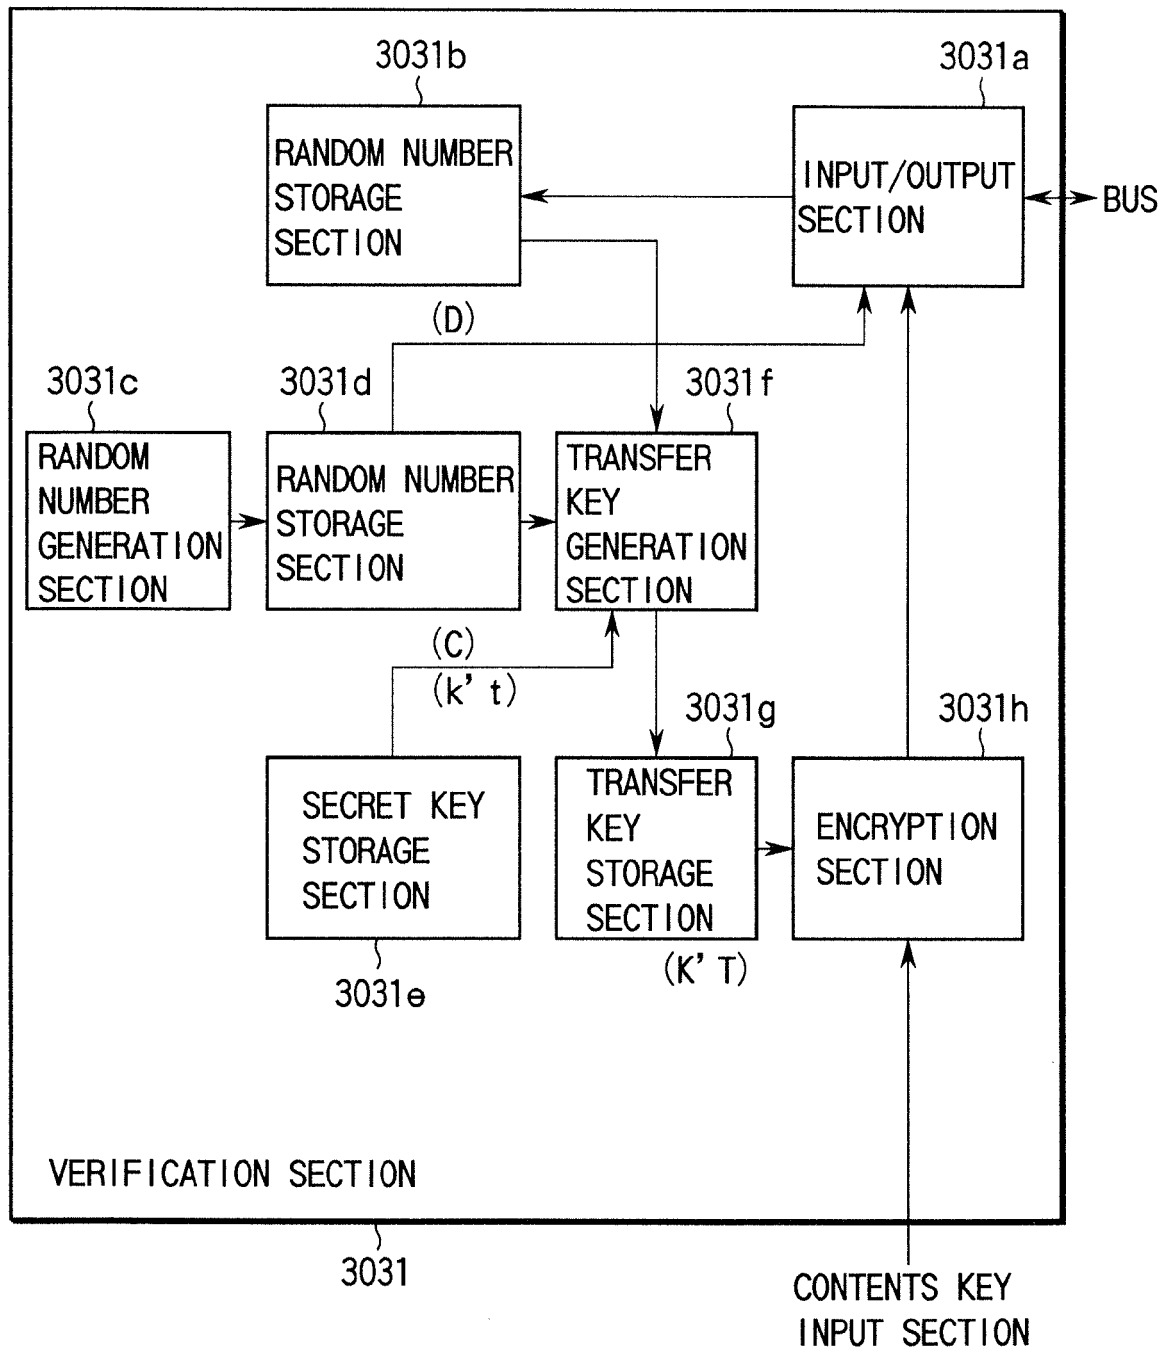 3031b
3031a
RANDOM NUMBER
STORAGE
SECTION
INPUT/OUTPUT
SECTION
BUS
(D)
3031c
3031d
3031f
RANDOM
NUMBER
GENERATION
SECTION
RANDOM NUMBER
STORAGE
SECTION
TRANSFER
KEY
GENERATION
SECTION
(C)
(k't)
3031g
3031h
SECRET KEY
STORAGE
SECTION
TRANSFER
KEY
STORAGE
SECTION
ENCRYPTION
SECTION
(K'T)
3031e
VERIFICATION SECTION
3031
CONTENTS KEY
INPUT SECTION